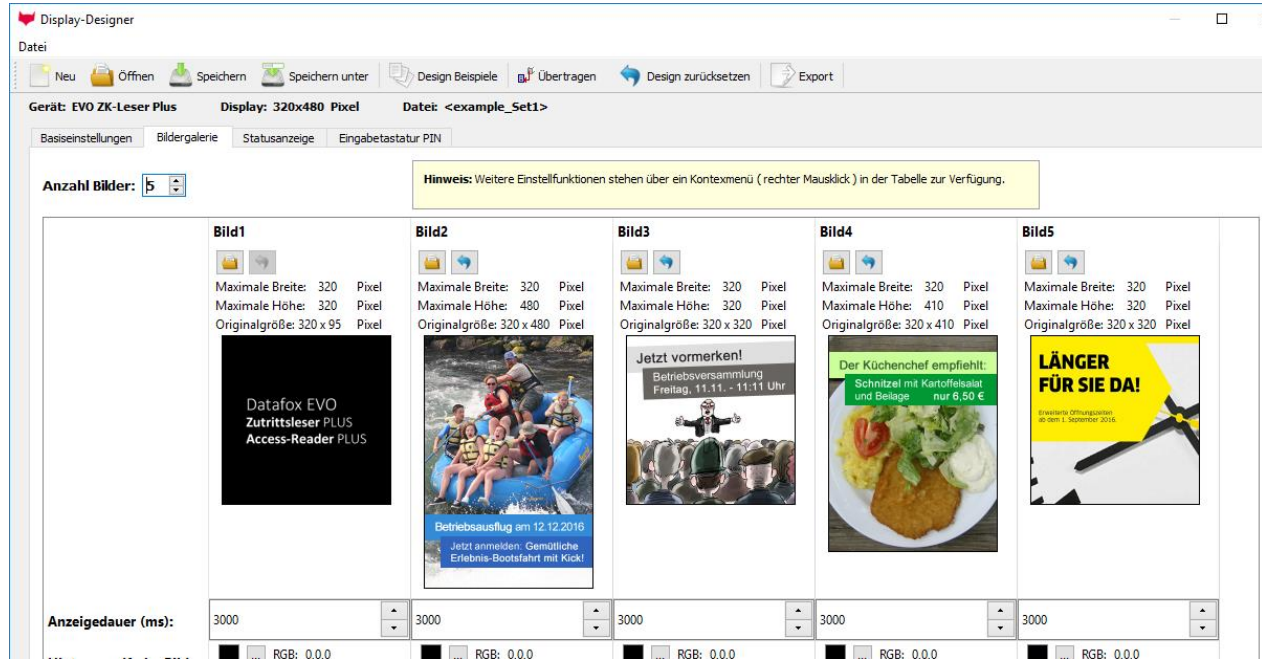 Display-Designer
Datei
Neu Öffnen Speichern Speichern unter Design Beispiele Übertragen Design zurücksetzen Export
Gerät: EVO ZK-Leser Plus Display: 320x480 Pixel Datei: <example_Set1>
Basiseinstellungen Bildergalerie Statusanzeige Eingabetastatur PIN
Anzahl Bilder: 5
Hinweis: Weitere Einstellfunktionen stehen über ein Kontexmenü ( rechter Mausklick ) in der Tabelle zur Verfügung.
Bild1 Bild2 Bild3 Bild4 Bild5
Maximale Breite: 320 Pixel Maximale Breite: 320 Pixel Maximale Breite: 320 Pixel Maximale Breite: 320 Pixel Maximale Breite: 320 Pixel
Maximale Höhe: 320 Pixel Maximale Höhe: 480 Pixel Maximale Höhe: 320 Pixel Maximale Höhe: 410 Pixel Maximale Höhe: 320 Pixel
Originalgröße: 320 x 95 Pixel Originalgröße: 320 x 480 Pixel Originalgröße: 320 x 320 Pixel Originalgröße: 320 x 410 Pixel Originalgröße: 320 x 320 Pixel
Datafox EVO
Zutrittsleser PLUS
Access-Reader PLUS
Betriebsausflug am 12.12.2016
Jetzt anmelden: Gemütliche
Erlebnis-Bootsfahrt mit Kick!
Jetzt vormerken!
Betriebsversammlung
Freitag, 11.11. - 11:11 Uhr
Der Küchenchef empfiehlt:
Schnitzel mit Kartoffelsalat
und Beilage nur 6,50 €
LÄNGER
FÜR SIE DA!
Erweiterte Öffnungszeiten
ab dem 1. September 2016.
Anzeigedauer (ms): 3000 3000 3000 3000 3000
... RGB: 0.0.0 ... RGB: 0.0.0 ... RGB: 0.0.0 ... RGB: 0.0.0 ... RGB: 0.0.0